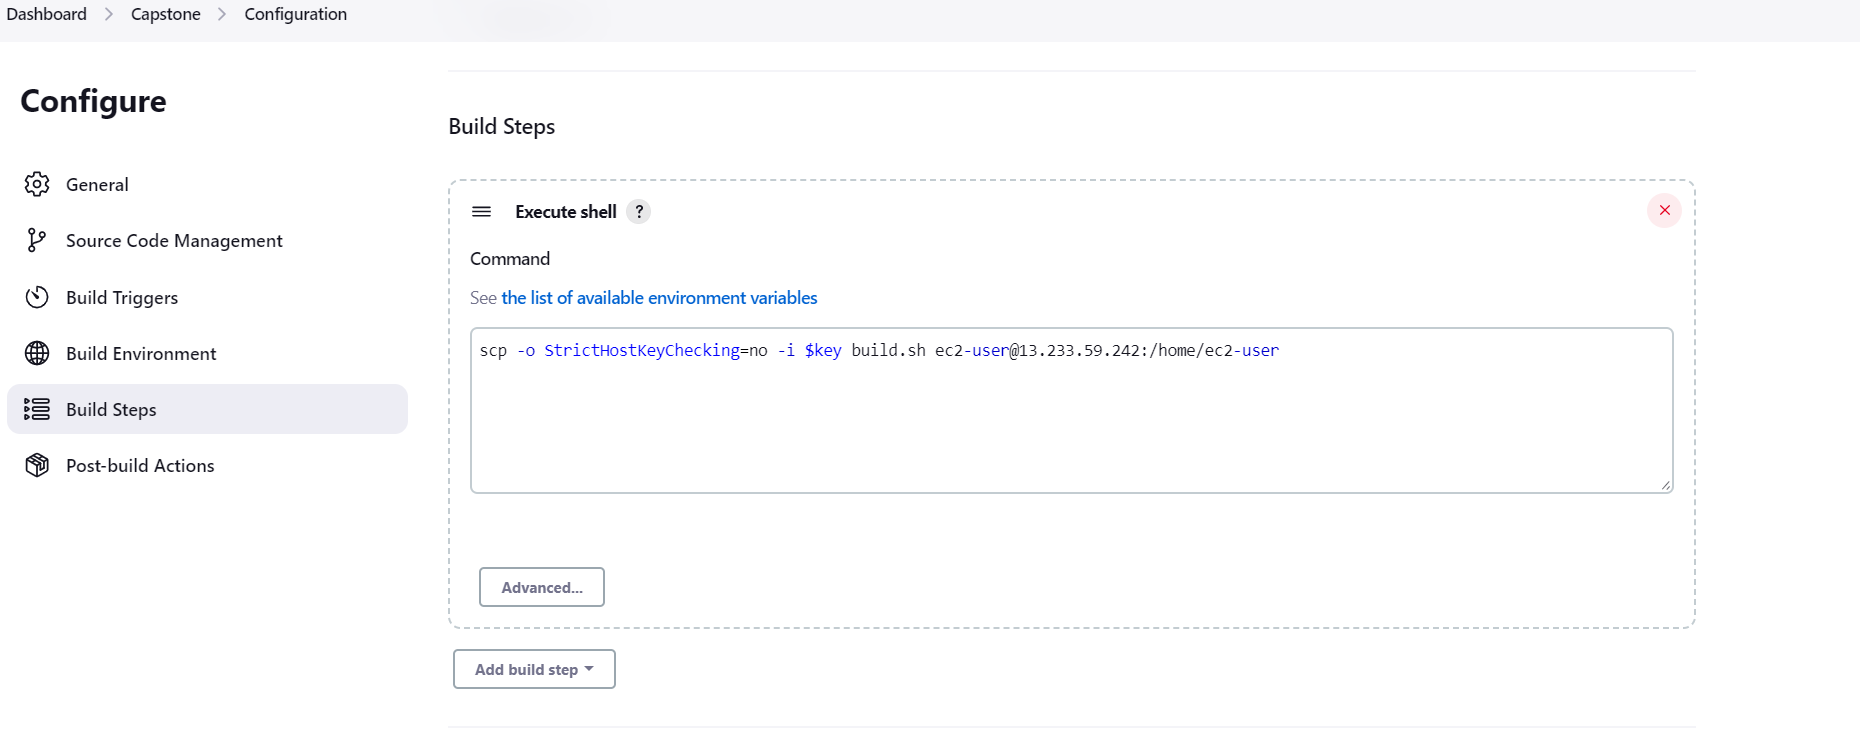 Dashboard > Capstone > Configuration
Configure
General
Source Code Management
Build Triggers
Build Environment
Build Steps
Post-build Actions
Build Steps
Execute shell ?
Command
See the list of available environment variables
scp -o StrictHostKeyChecking=no -i $key build.sh ec2-user@13.233.59.242:/home/ec2-user
Advanced...
Add build step